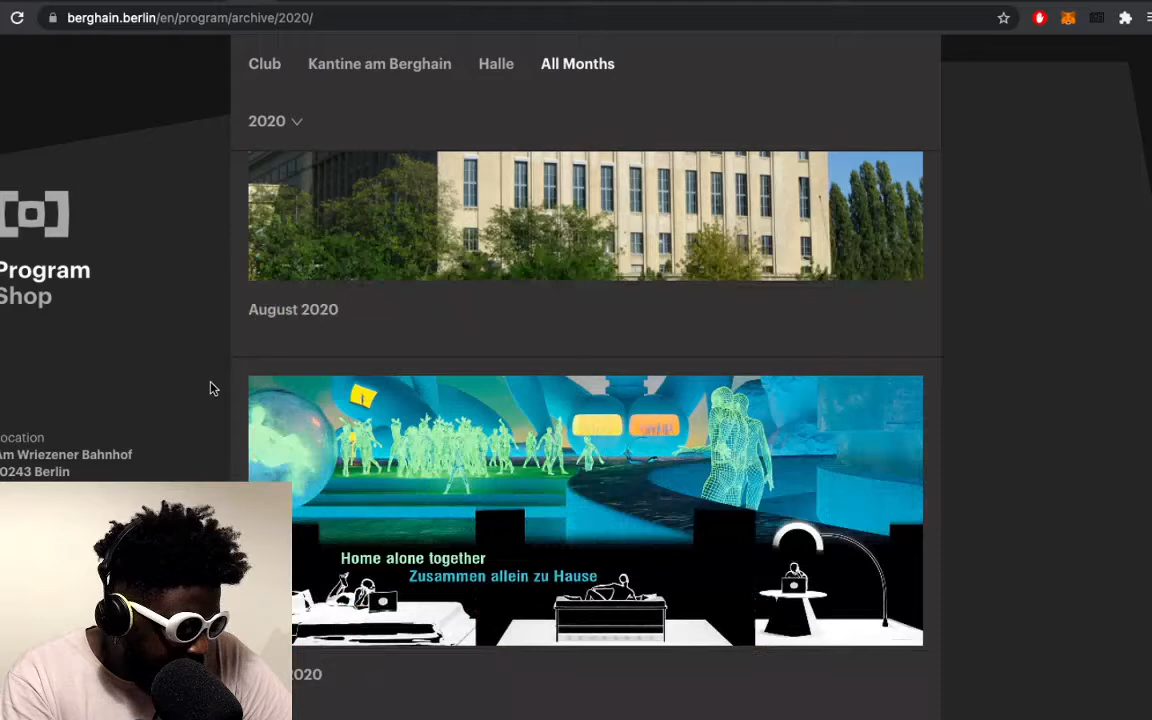 berghain.berlin/en/program/archive/2020/
Club Kantine am Berghain Halle All Months
2020
Program
Shop
August 2020
ocation
Am Wriezener Bahnhof
0243 Berlin
Home alone together
Zusammen allein zu Hause
2020